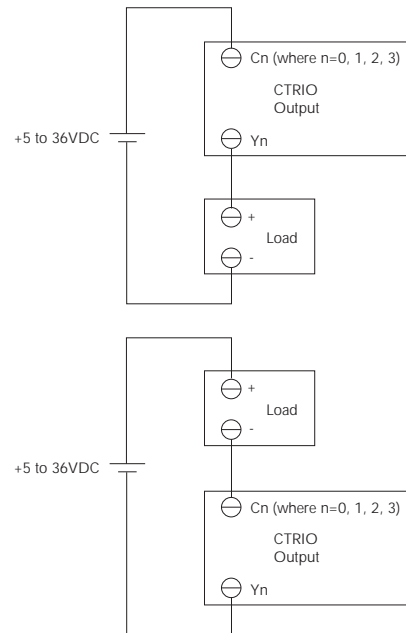 Cn (where n=0, 1, 2, 3)
CTRIO
Output
+5 to 36VDC
Yn
+
Load
-
+
Load
-
+5 to 36VDC
Cn (where n=0, 1, 2, 3)
CTRIO
Output
Yn